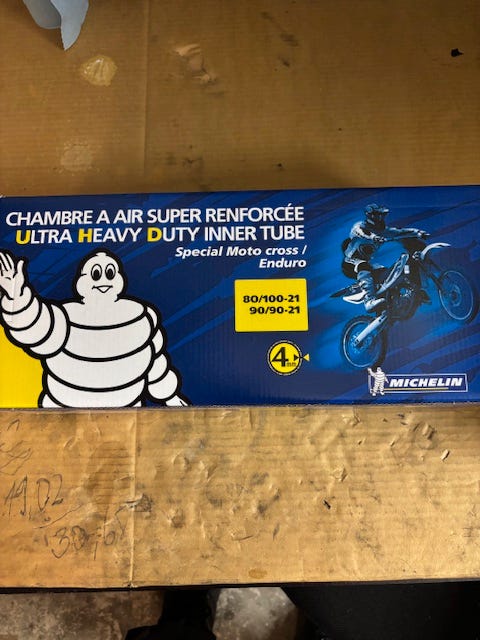 CHAMBRE A AIR SUPER RENFORCÉE
ULTRA HEAVY DUTY INNER TUBE
Special Moto cross /
Enduro
80/100-21
90/90-21
4mm
MICHELIN